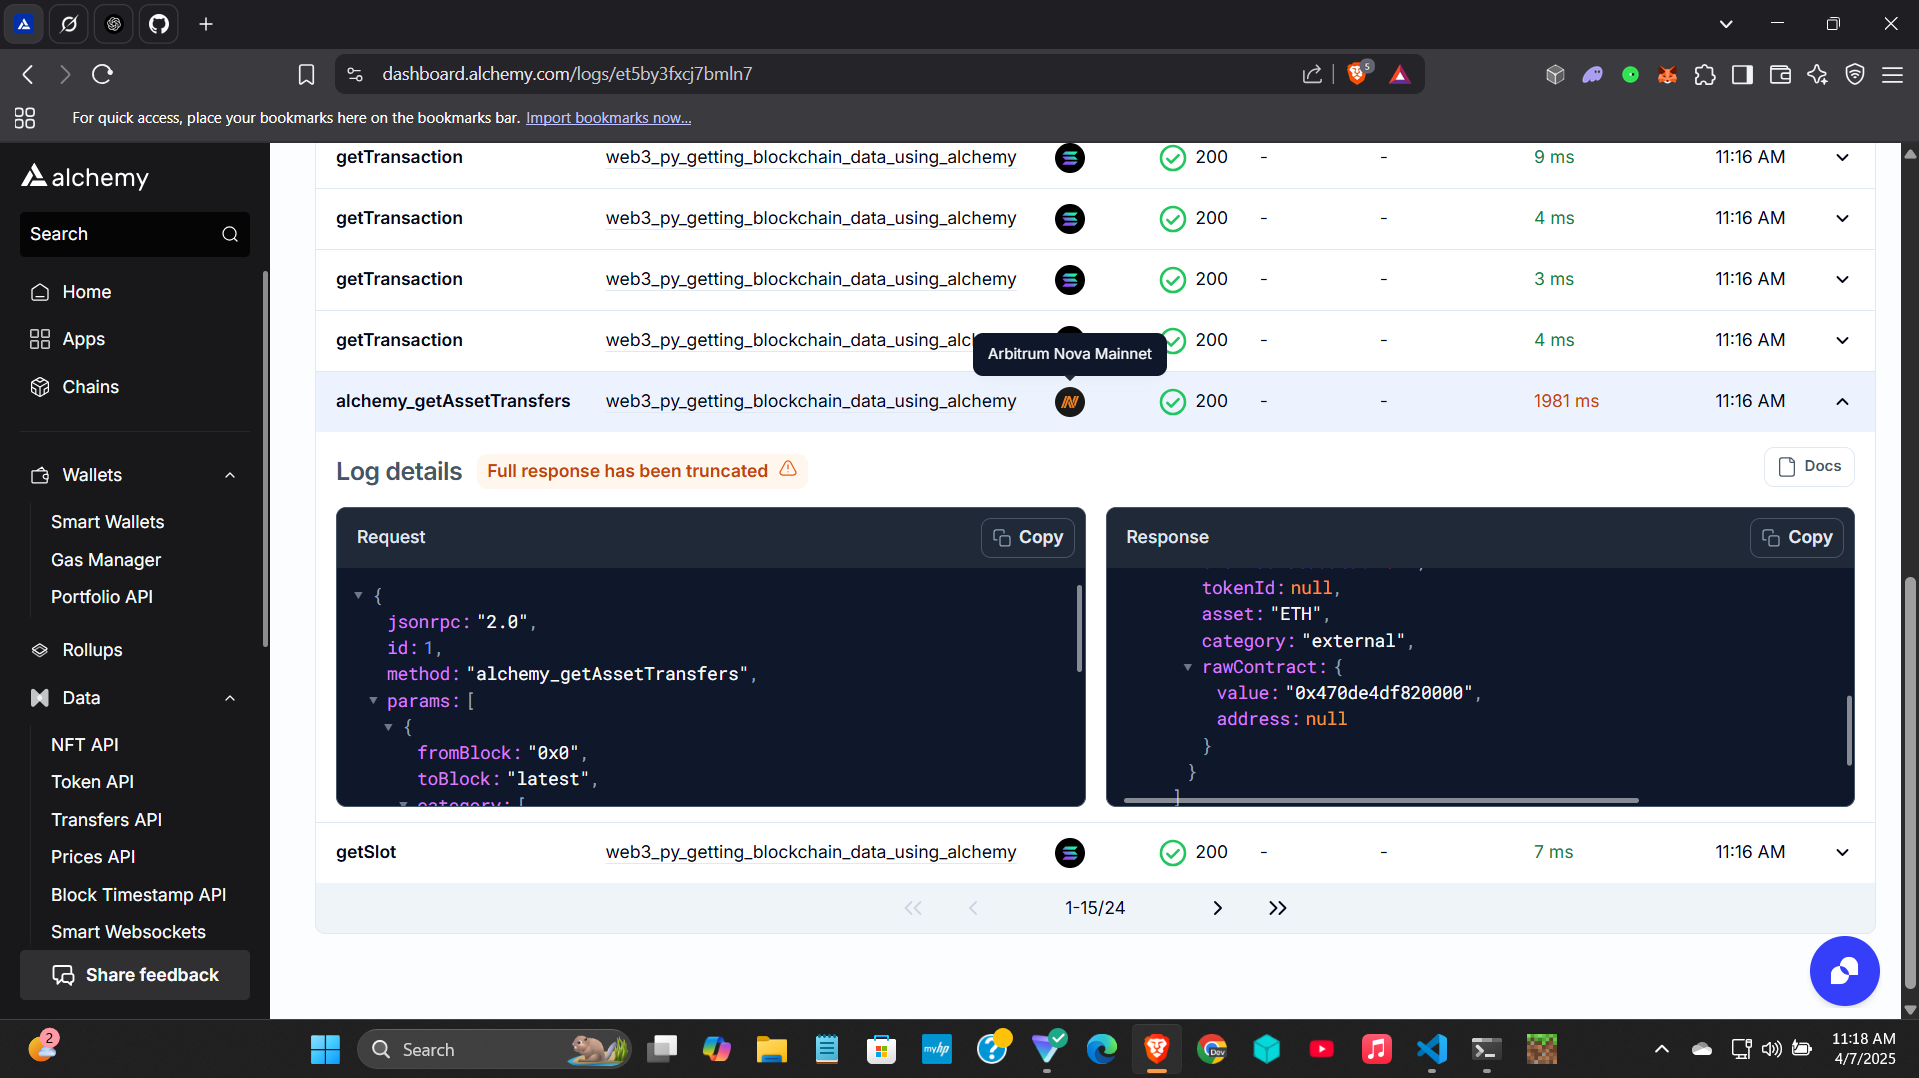 dashboard.alchemy.com/logs/et5by3fxcj7bmln7
5
For quick access, place your bookmarks here on the bookmarks bar. Import bookmarks now...
alchemy
Search
Home
Apps
Chains
Wallets
Smart Wallets
Gas Manager
Portfolio API
Rollups
Data
NFT API
Token API
Transfers API
Prices API
Block Timestamp API
Smart Websockets
Share feedback
getTransaction web3_py_getting_blockchain_data_using_alchemy 200 - - 9 ms 11:16 AM
getTransaction web3_py_getting_blockchain_data_using_alchemy 200 - - 4 ms 11:16 AM
getTransaction web3_py_getting_blockchain_data_using_alchemy 200 - - 3 ms 11:16 AM
getTransaction web3_py_getting_blockchain_data_using_alc 200 - - 4 ms 11:16 AM
Arbitrum Nova Mainnet
alchemy_getAssetTransfers web3_py_getting_blockchain_data_using_alchemy 200 - - 1981 ms 11:16 AM
Log details Full response has been truncated Docs
Request Copy
{
jsonrpc: "2.0",
id: 1,
method: "alchemy_getAssetTransfers",
params: [
{
fromBlock: "0x0",
toBlock: "latest",
category: [
Response Copy
tokenId: null,
asset: "ETH",
category: "external",
rawContract: {
value: "0x470de4df820000",
address: null
}
}
]
getSlot web3_py_getting_blockchain_data_using_alchemy 200 - - 7 ms 11:16 AM
1-15/24
2
Search
myhp
Dev
11:18 AM
4/7/2025